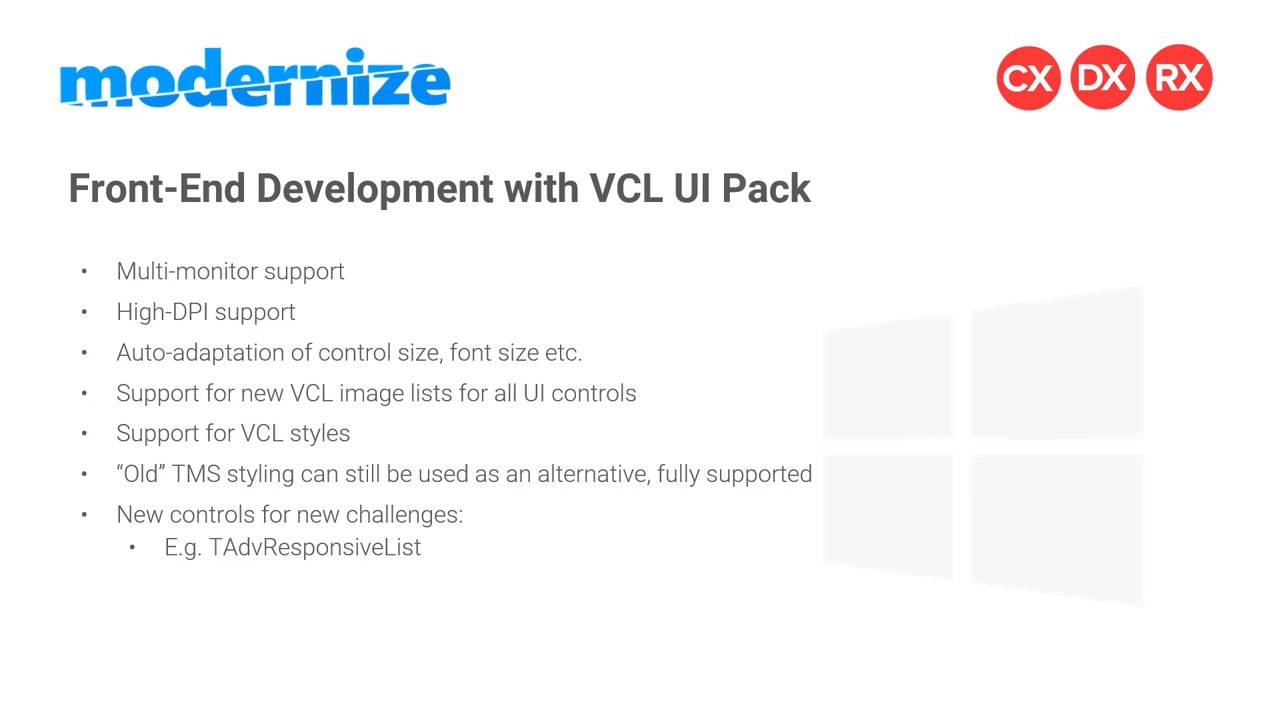 modernize
CX DX RX
Front-End Development with VCL UI Pack
• Multi-monitor support
• High-DPI support
• Auto-adaptation of control size, font size etc.
• Support for new VCL image lists for all UI controls
• Support for VCL styles
• “Old” TMS styling can still be used as an alternative, fully supported
• New controls for new challenges:
• E.g. TAdvResponsiveList